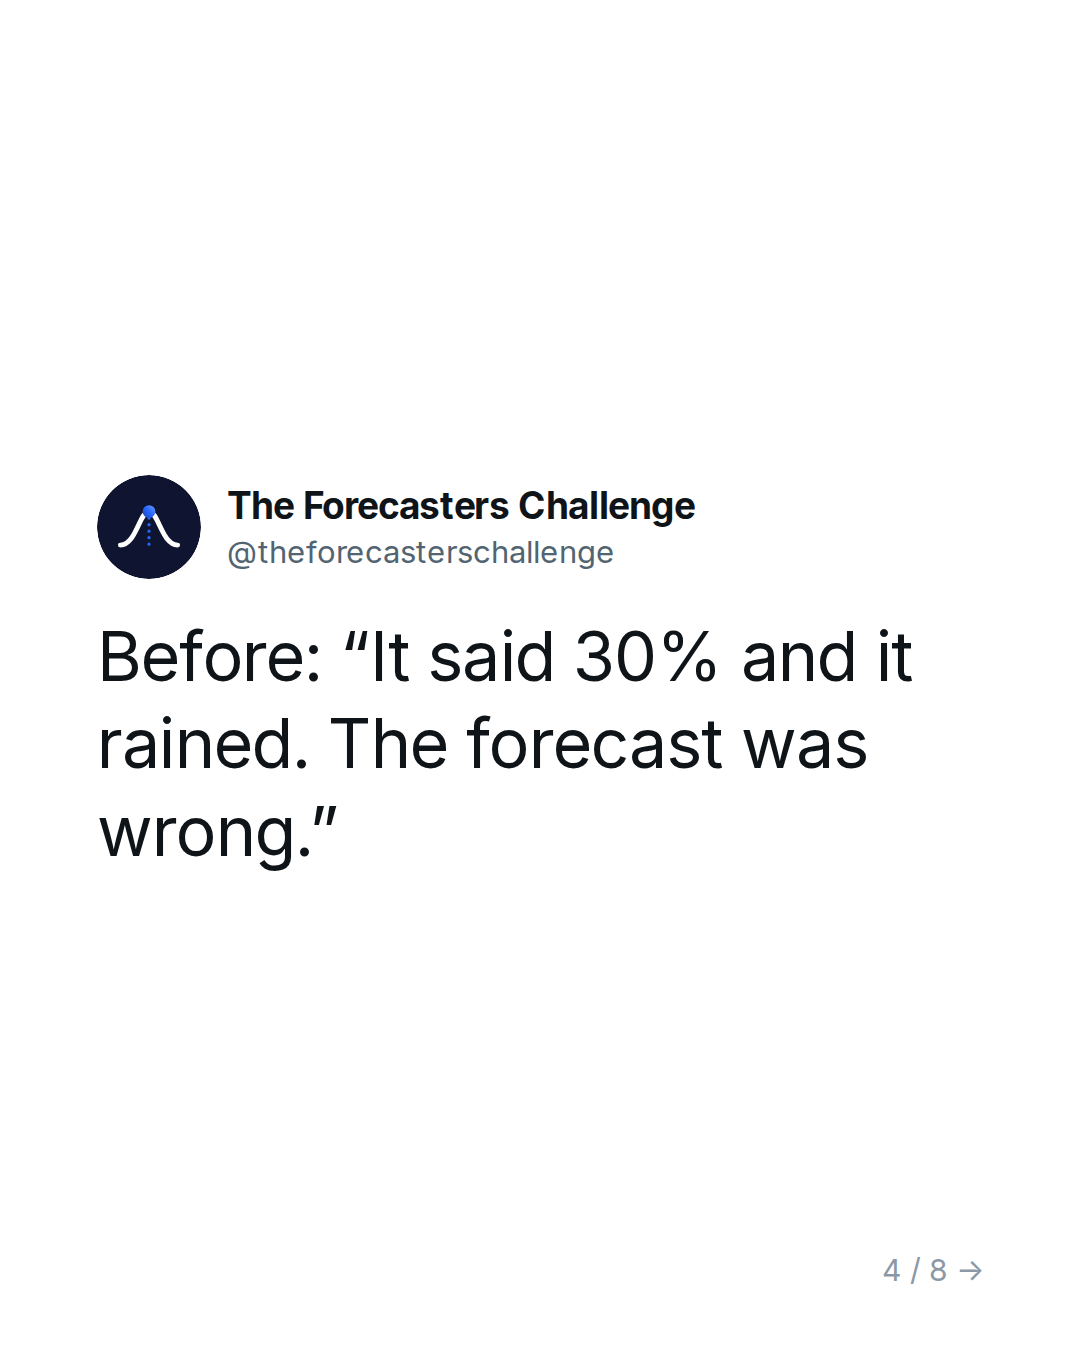 The Forecasters Challenge
@theforecasterschallenge
Before: “It said 30% and it
rained. The forecast was
wrong.”
4 / 8 →